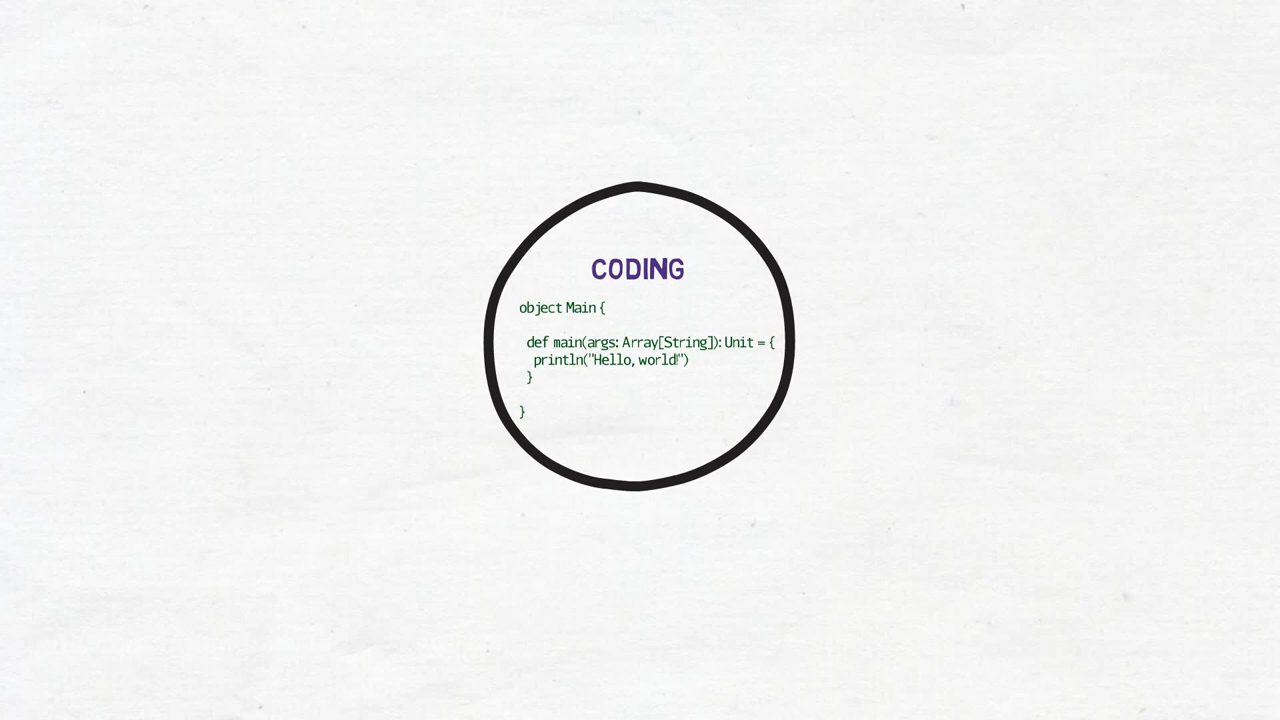 CODING
object Main {
def main(args: Array[String]): Unit = {
println("Hello, world!")
}
}